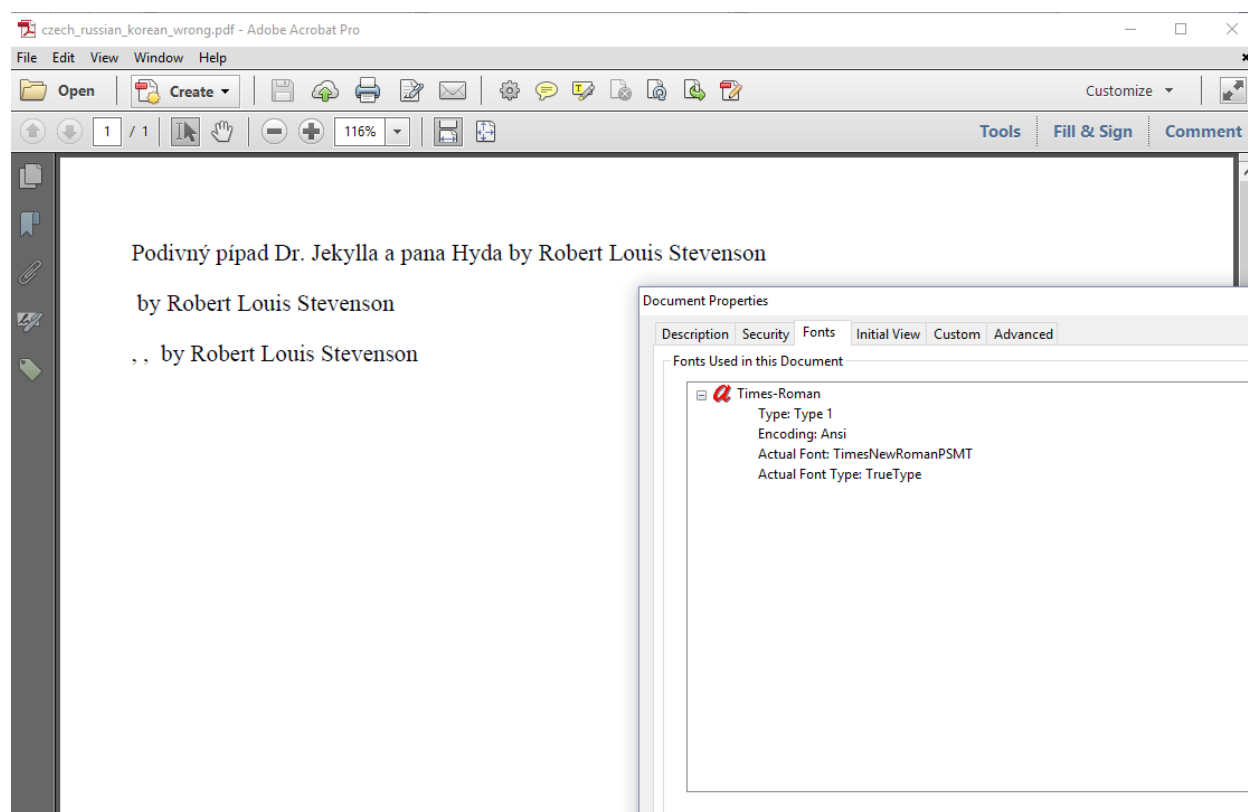 czech_russian_korean_wrong.pdf - Adobe Acrobat Pro
File Edit View Window Help
Open Create Customize
1 / 1 116% Tools Fill & Sign Comment
Podivný pípad Dr. Jekylla a pana Hyda by Robert Louis Stevenson
by Robert Louis Stevenson
, , by Robert Louis Stevenson
Document Properties
Description Security Fonts Initial View Custom Advanced
Fonts Used in this Document
Times-Roman
Type: Type 1
Encoding: Ansi
Actual Font: TimesNewRomanPSMT
Actual Font Type: TrueType